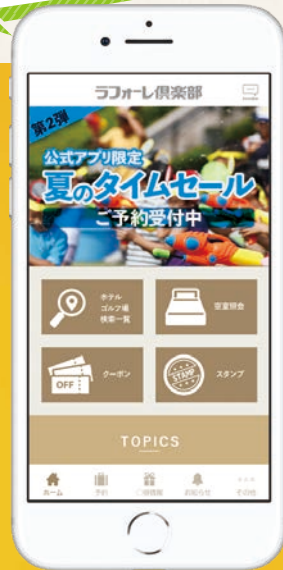 ラフォーレ倶楽部
第2弾
公式アプリ限定
夏のタイムセール
ご予約受付中
ホテル
ゴルフ場
検索一覧
空室照会
OFF
クーポン
STAMP
スタンプ
TOPICS
ホーム
予約
お知らせ
その他